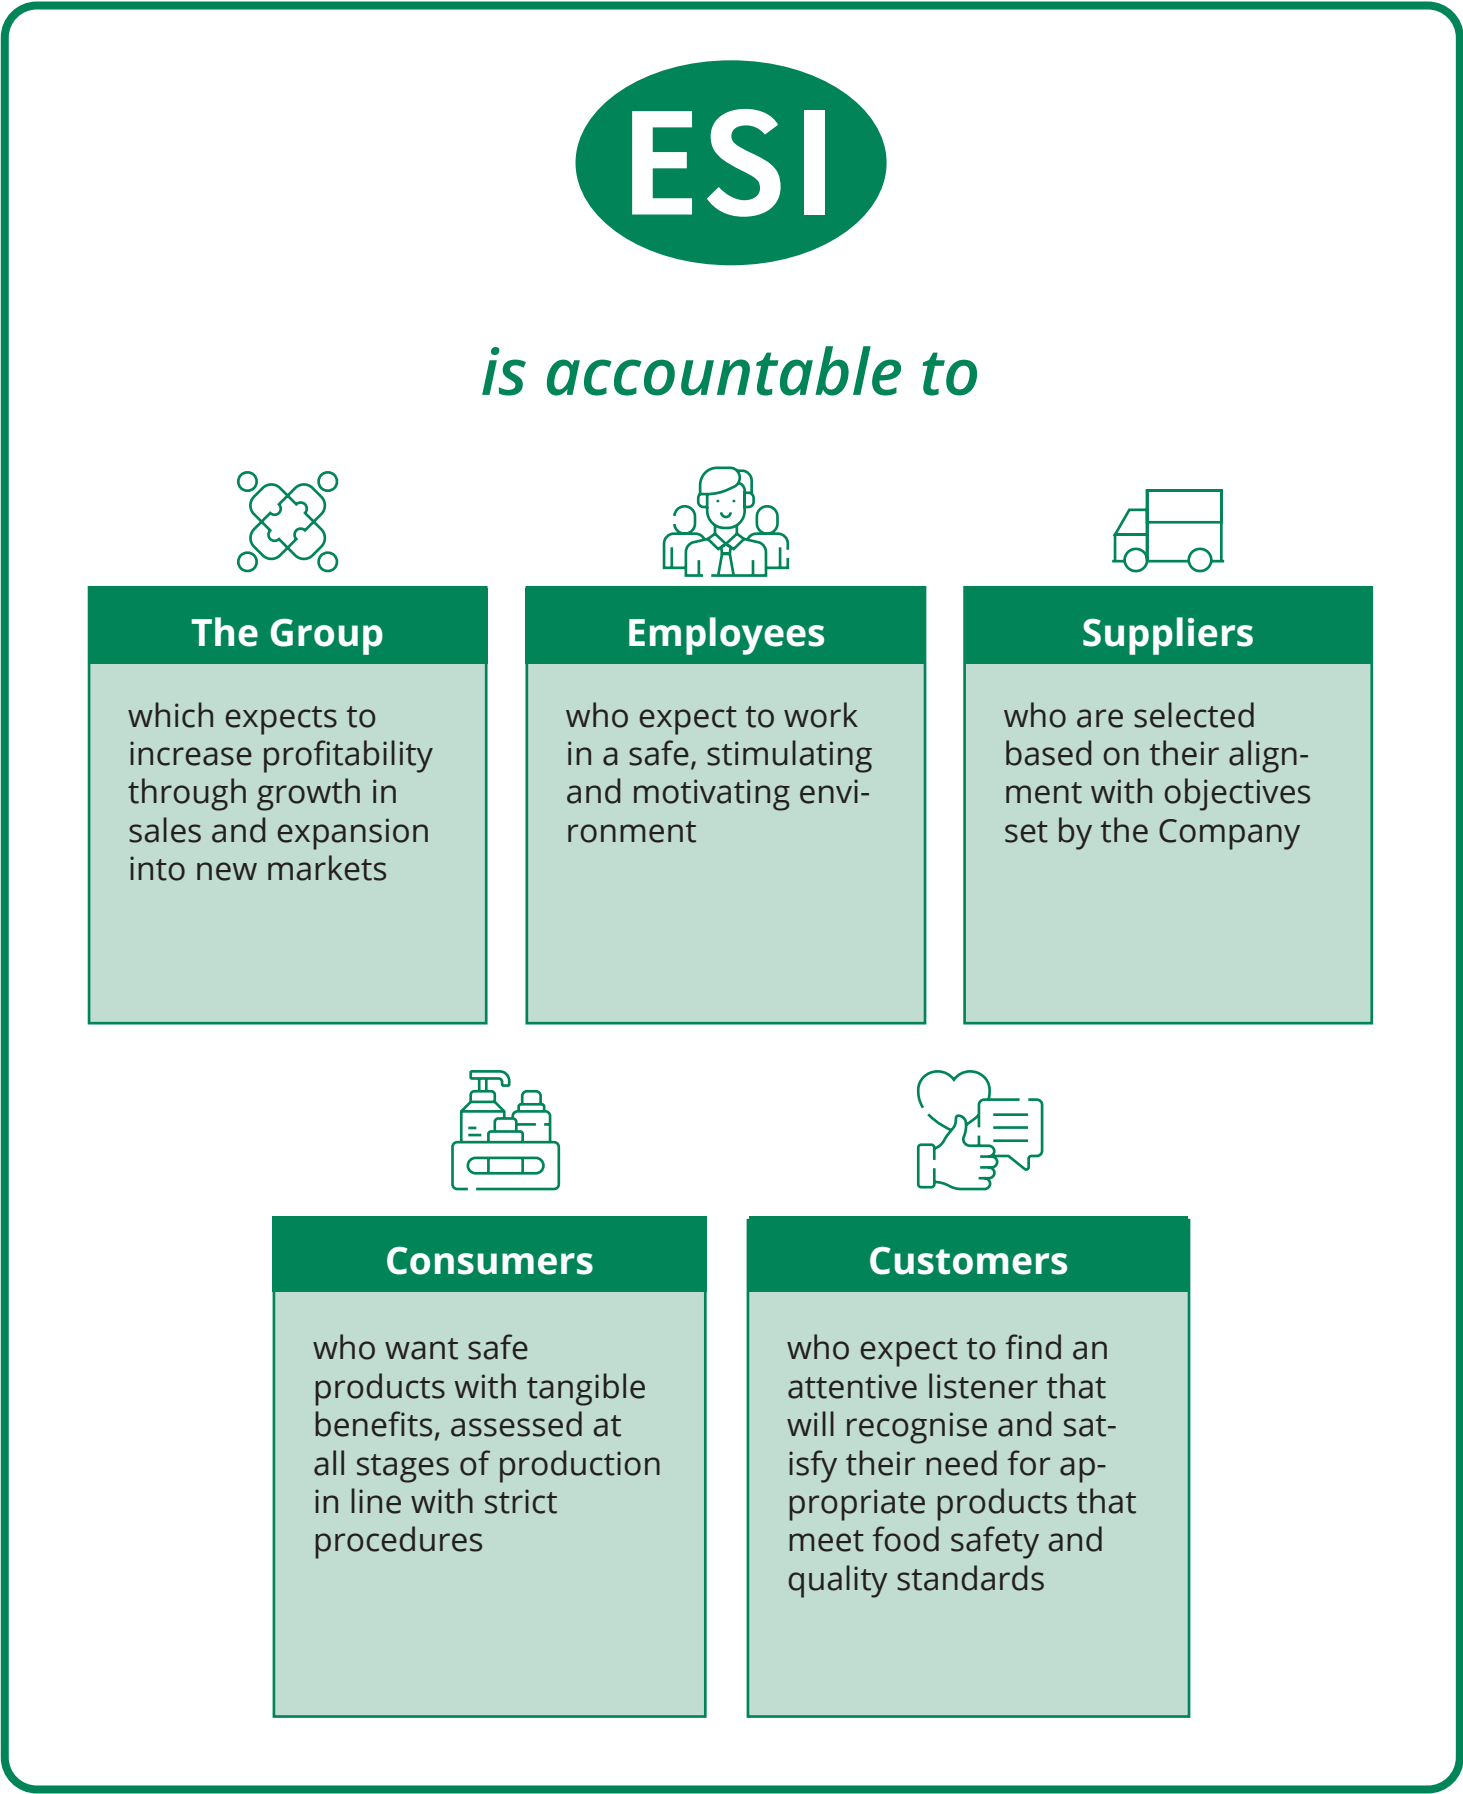 ESI
is accountable to
The Group
which expects to
increase profitability
through growth in
sales and expansion
into new markets
Employees
who expect to work
in a safe, stimulating
and motivating envi-
ronment
Suppliers
who are selected
based on their align-
ment with objectives
set by the Company
Consumers
who want safe
products with tangible
benefits, assessed at
all stages of production
in line with strict
procedures
Customers
who expect to find an
attentive listener that
will recognise and sat-
isfy their need for ap-
propriate products that
meet food safety and
quality standards